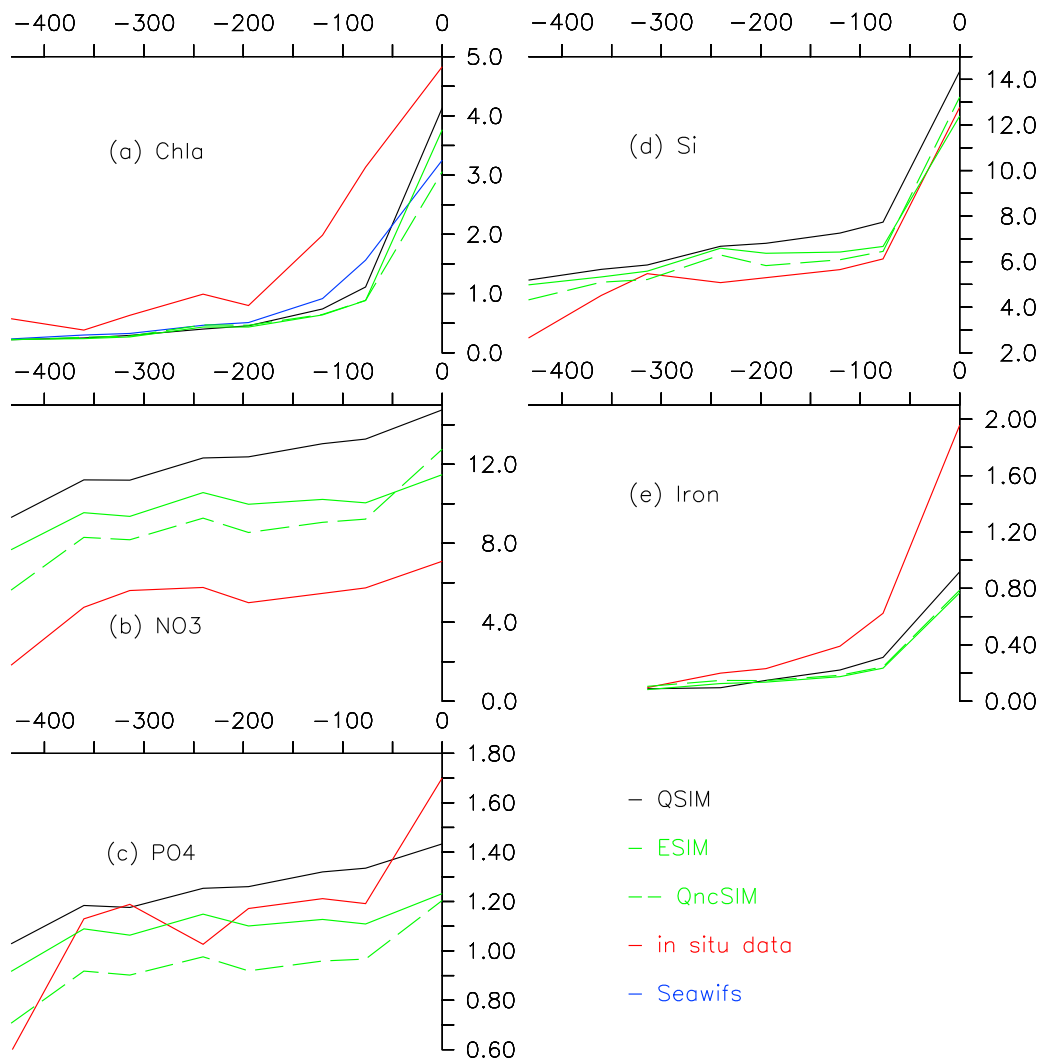 −400 −300 −200 −100 0
5.0
4.0
3.0
2.0
1.0
0.0
(a) Chla
−400 −300 −200 −100 0
12.0
8.0
4.0
0.0
(b) NO3
−400 −300 −200 −100 0
1.80
1.60
1.40
1.20
1.00
0.80
0.60
(c) PO4
−400 −300 −200 −100 0
14.0
12.0
10.0
8.0
6.0
4.0
2.0
(d) Si
−400 −300 −200 −100 0
2.00
1.60
1.20
0.80
0.40
0.00
(e) Iron
QSIM
ESIM
QncSIM
in situ data
Seawifs